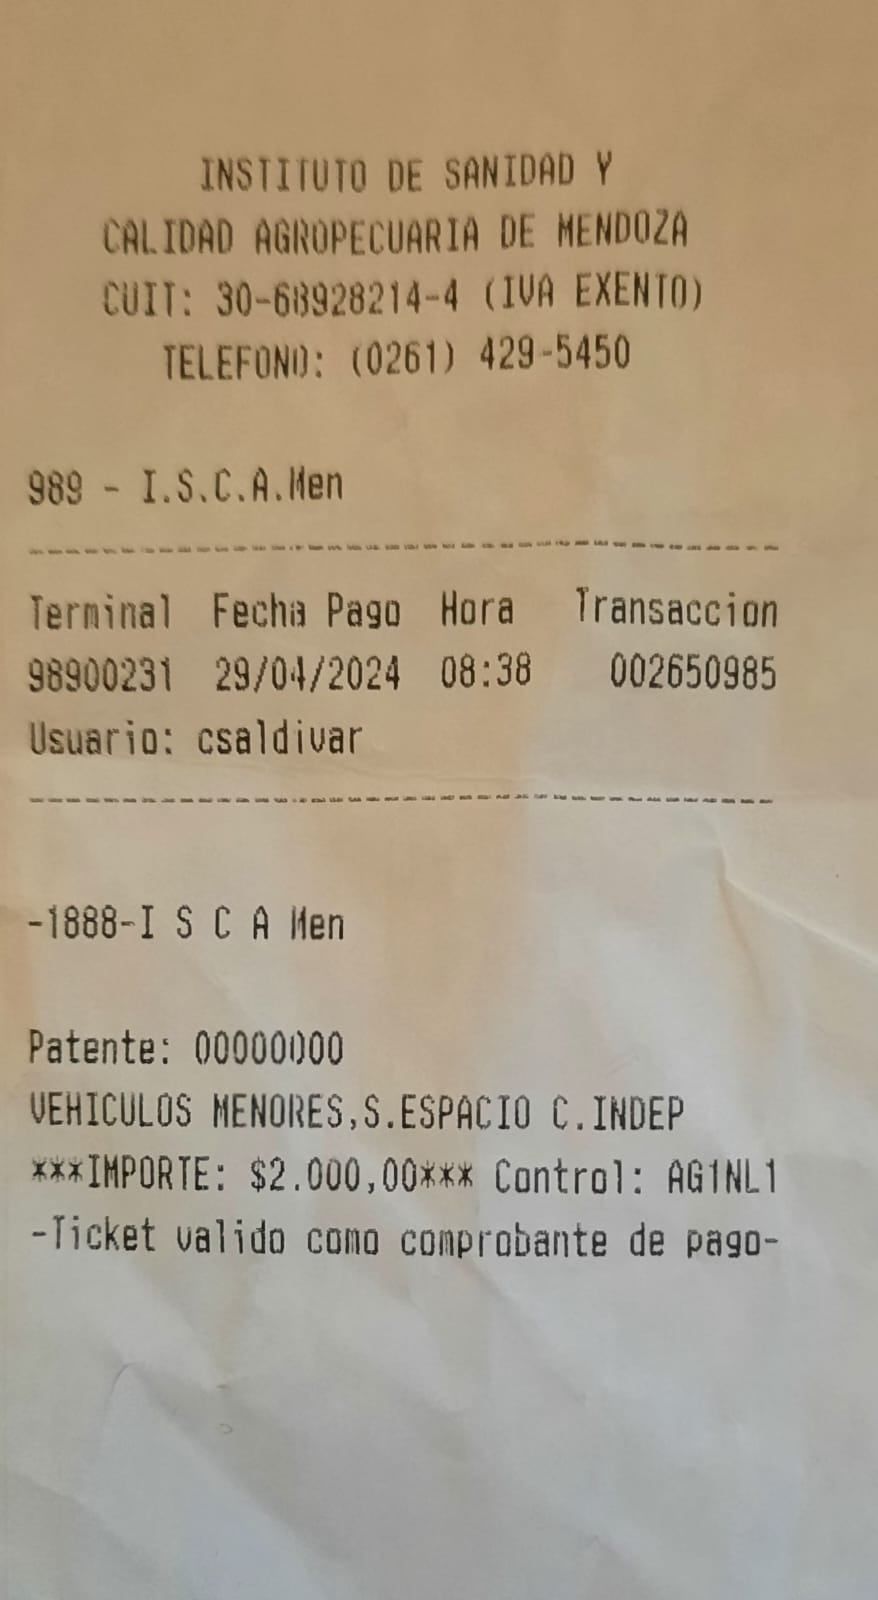 INSTITUTO DE SANIDAD Y
CALIDAD AGROPECUARIA DE MENDOZA
CUIT: 30-68928214-4 (IVA EXENTO)
TELEFONO: (0261) 429-5450
989 - I.S.C.A.Men
Terminal Fecha Pago Hora Transaccion
98900231 29/04/2024 08:38 002650985
Usuario: csaldivar
-1888-I S C A Men
Patente: 00000000
VEHICULOS MENORES,S.ESPACIO C.INDEP
***IMPORTE: $2.000,00*** Control: AG1NL1
-Ticket valido como comprobante de pago-